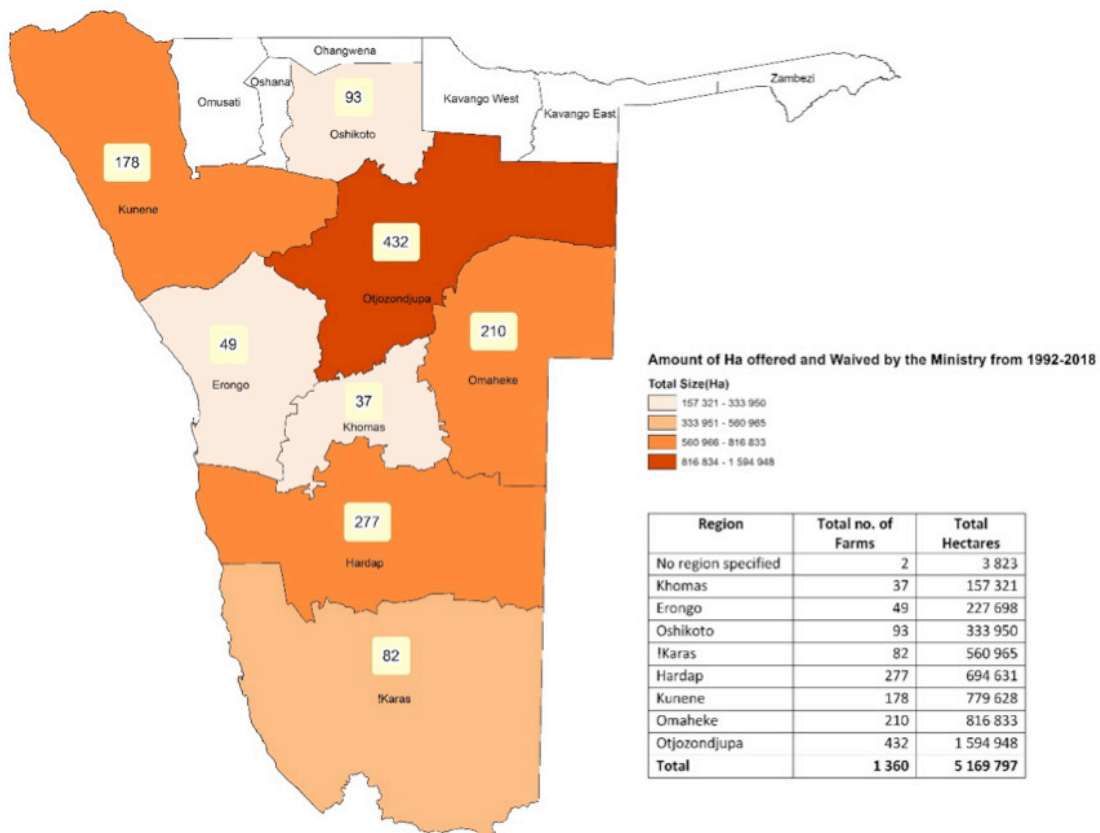 Ohangwena
Zambezi
Oshana
Omusati
93
Kavango West
Kavango East
Oshikoto
178
Kunene
432
Otjozondjupa
210
Omaheke
49
Erongo
37
Khomas
277
Hardap
82
!Karas
Amount of Ha offered and Waived by the Ministry from 1992-2018
Total Size(Ha)
157 321 - 333 950
333 951 - 560 965
560 966 - 816 833
816 834 - 1 594 948
Region Total no. of Farms Total Hectares
No region specified 2 3 823
Khomas 37 157 321
Erongo 49 227 698
Oshikoto 93 333 950
!Karas 82 560 965
Hardap 277 694 631
Kunene 178 779 628
Omaheke 210 816 833
Otjozondjupa 432 1 594 948
Total 1 360 5 169 797